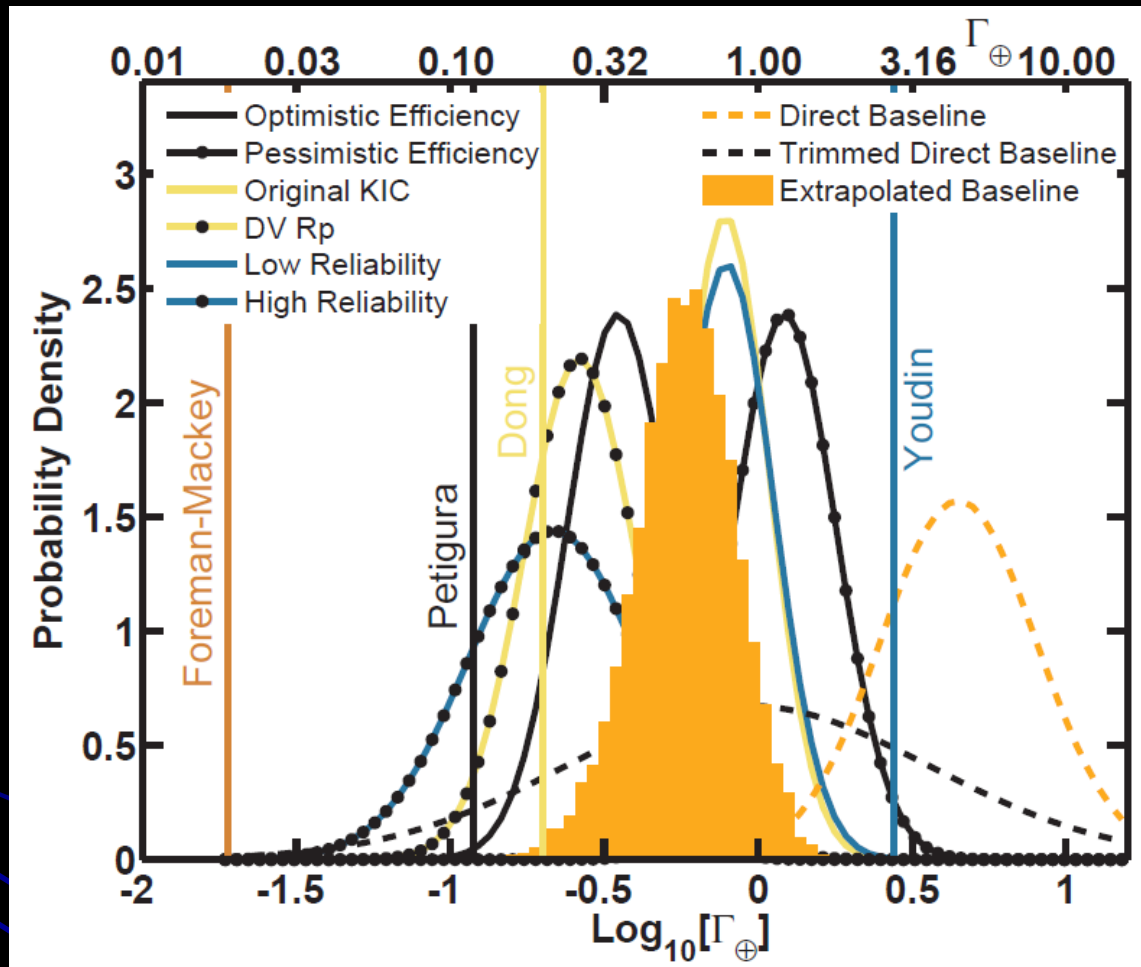 Γ⊕
0.01 0.03 0.10 0.32 1.00 3.16 10.00
Optimistic Efficiency
Pessimistic Efficiency
Original KIC
DV Rp
Low Reliability
High Reliability
Direct Baseline
Trimmed Direct Baseline
Extrapolated Baseline
Probability Density
3
2.5
2
1.5
1
0.5
0
Foreman-Mackey
Petigura
Dong
Youdin
-2 -1.5 -1 -0.5 0 0.5 1
Log10[Γ⊕]